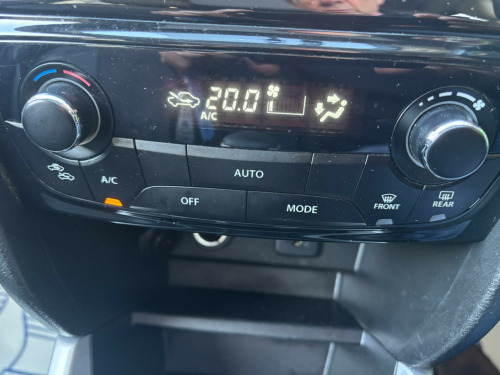 20.0
A/C
A/C
AUTO
OFF
MODE
FRONT
REAR